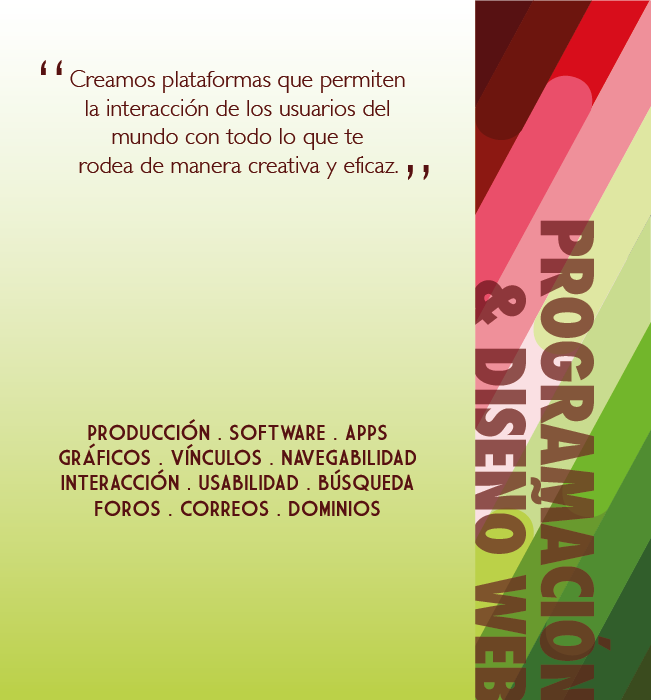 “Creamos plataformas que permiten
la interacción de los usuarios del
mundo con todo lo que te
rodea de manera creativa y eficaz.”
PRODUCCIÓN . SOFTWARE . APPS
GRÁFICOS . VÍNCULOS . NAVEGABILIDAD
INTERACCIÓN . USABILIDAD . BÚSQUEDA
FOROS . CORREOS . DOMINIOS
PROGRAMACIÓN
& DISEÑO WEB